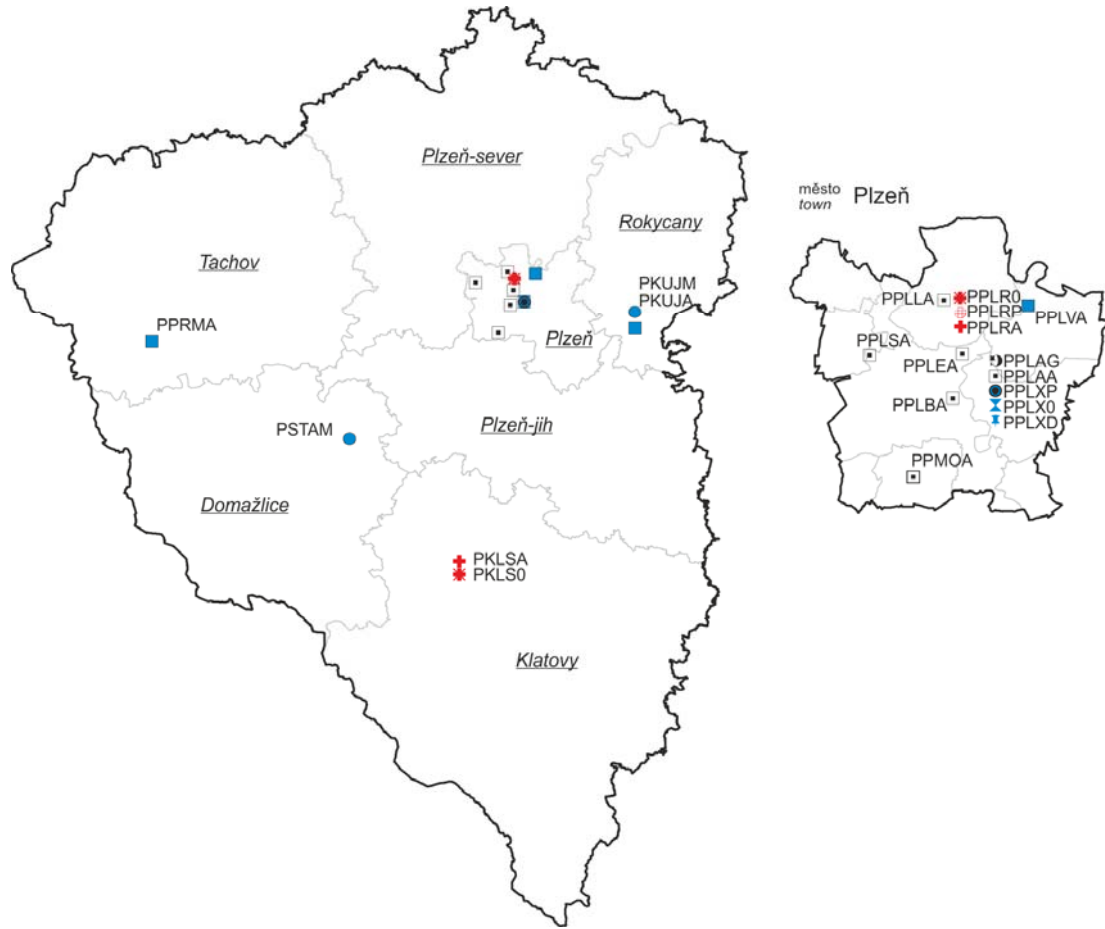 Plzeň-sever
Rokycany
Tachov
PKUJM
PKUJA
PPRMA
Plzeň
PSTAM
Plzeň-jih
Domažlice
PKLSA
PKLS0
Klatovy
město
town
Plzeň
PPLLA
PPLR0
PPLRP
PPLRA
PPLVA
PPLSA
PPLEA
PPLAG
PPLAA
PPLXP
PPLX0
PPLXD
PPLBA
PPMOA